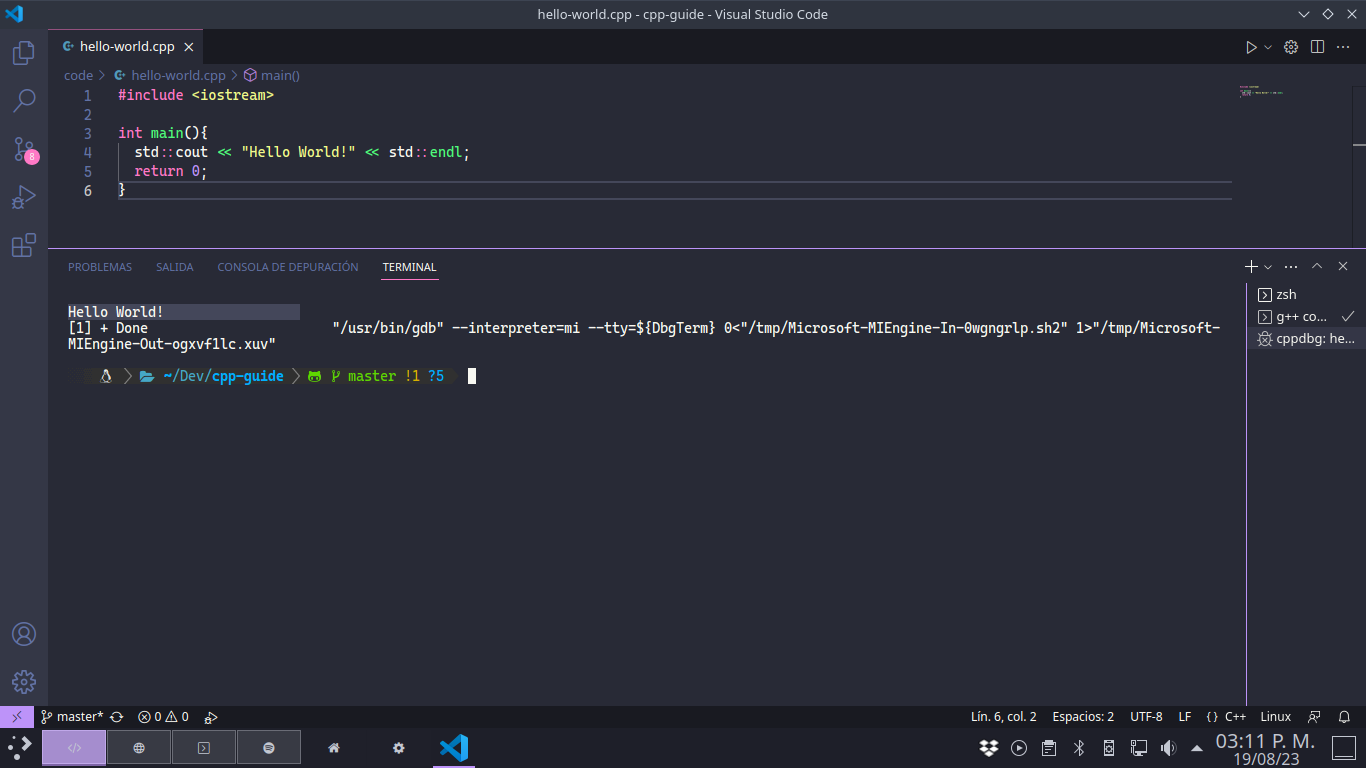 hello-world.cpp - cpp-guide - Visual Studio Code
hello-world.cpp
code > hello-world.cpp > main()
1 #include <iostream>
2
3 int main(){
4 std::cout << "Hello World!" << std::endl;
5 return 0;
6 }
8
PROBLEMAS SALIDA CONSOLA DE DEPURACIÓN TERMINAL
Hello World!
[1] + Done "/usr/bin/gdb" --interpreter=mi --tty=${DbgTerm} 0<"/tmp/Microsoft-MIEngine-In-0wgngrlp.sh2" 1>"/tmp/Microsoft-
MIEngine-Out-ogxvf1lc.xuv"
~/Dev/cpp-guide master !1 ?5
zsh
g++ co...
cppdbg: he...
master* 0 0 Lín. 6, col. 2 Espacios: 2 UTF-8 LF {} C++ Linux
03:11 P. M.
19/08/23